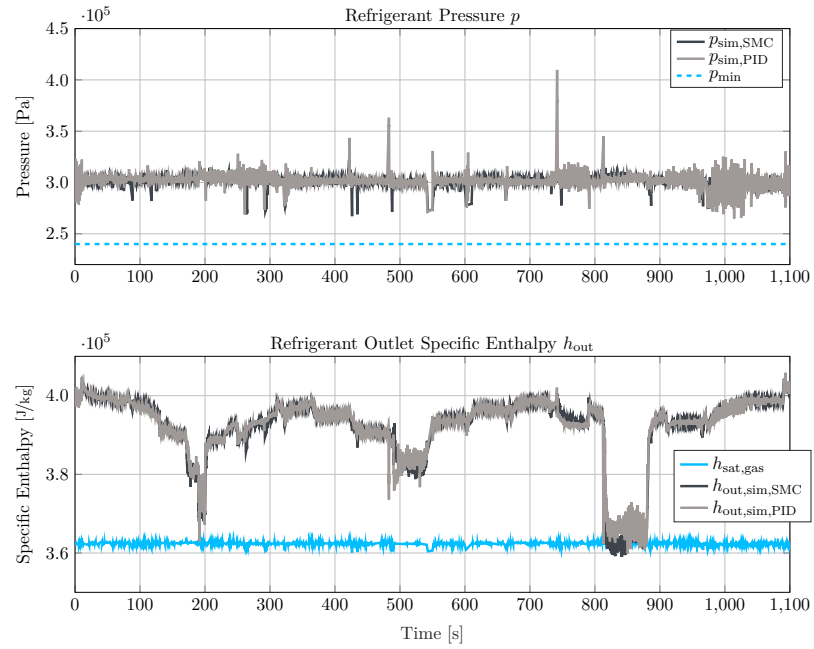 Refrigerant Pressure p
·10⁵
Pressure [Pa]
4.5
4.0
3.5
3.0
2.5
p_sim,SMC
p_sim,PID
p_min
0 100 200 300 400 500 600 700 800 900 1,000 1,100
Refrigerant Outlet Specific Enthalpy h_out
·10⁵
Specific Enthalpy [J/kg]
4.0
3.8
3.6
h_sat,gas
h_out,sim,SMC
h_out,sim,PID
0 100 200 300 400 500 600 700 800 900 1,000 1,100
Time [s]